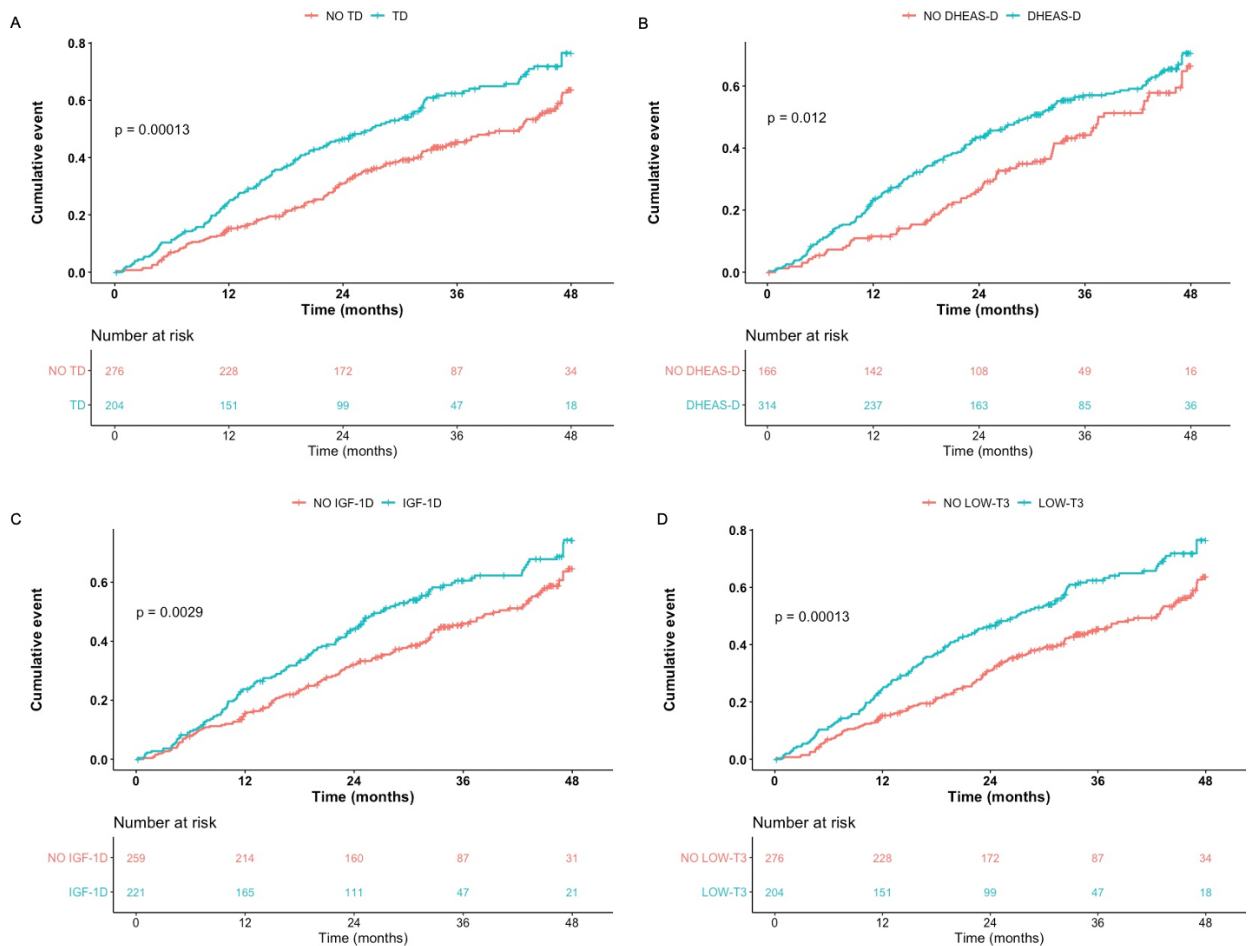 A
NO TD TD
0.8
0.6
0.4
0.2
0.0
Cumulative event
p = 0.00013
0 12 24 36 48
Time (months)
Number at risk
NO TD 276 228 172 87 34
TD 204 151 99 47 18
0 12 24 36 48
Time (months)
B
NO DHEAS-D DHEAS-D
0.6
0.4
0.2
0.0
Cumulative event
p = 0.012
0 12 24 36 48
Time (months)
Number at risk
NO DHEAS-D 166 142 108 49 16
DHEAS-D 314 237 163 85 36
0 12 24 36 48
Time (months)
C
NO IGF-1D IGF-1D
0.6
0.4
0.2
0.0
Cumulative event
p = 0.0029
0 12 24 36 48
Time (months)
Number at risk
NO IGF-1D 259 214 160 87 31
IGF-1D 221 165 111 47 21
0 12 24 36 48
Time (months)
D
NO LOW-T3 LOW-T3
0.8
0.6
0.4
0.2
0.0
Cumulative event
p = 0.00013
0 12 24 36 48
Time (months)
Number at risk
NO LOW-T3 276 228 172 87 34
LOW-T3 204 151 99 47 18
0 12 24 36 48
Time (months)